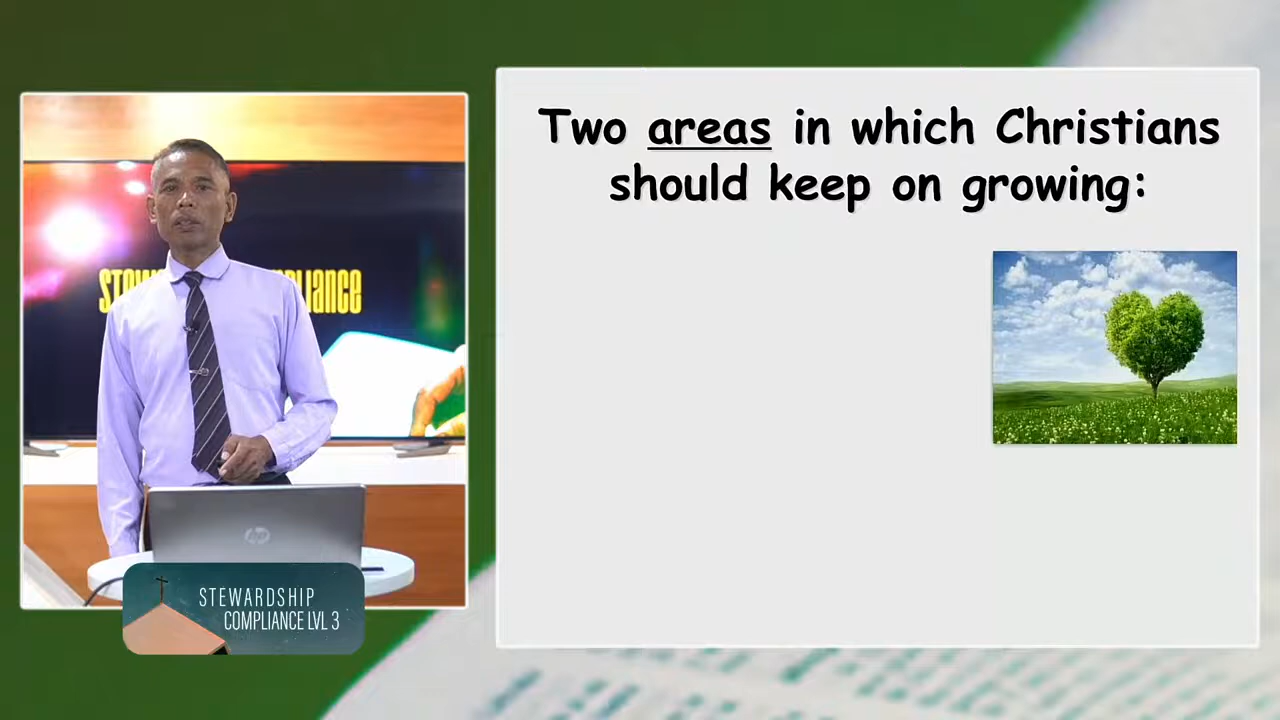 Two areas in which Christians
should keep on growing:
STEWARDSHIP
COMPLIANCE LVL 3
hp